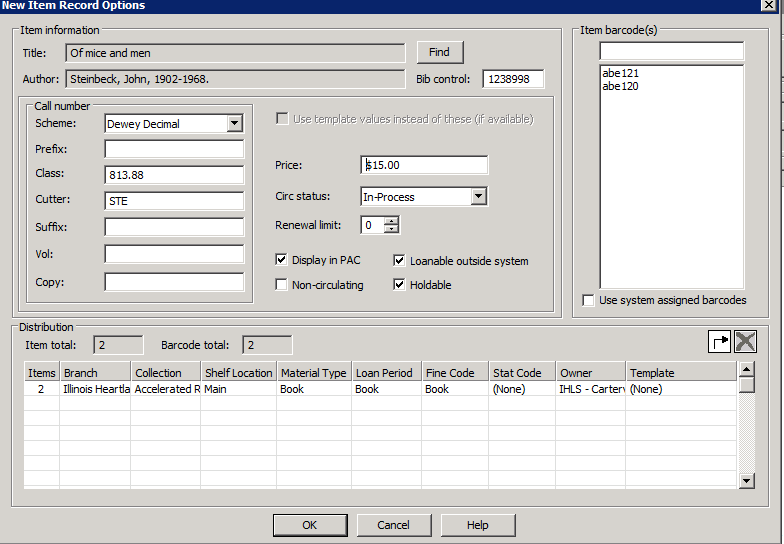 New Item Record Options
Item information
Title: Of mice and men Find
Author: Steinbeck, John, 1902-1968. Bib control: 1238998
Call number
Scheme: Dewey Decimal
Prefix:
Class: 813.88
Cutter: STE
Suffix:
Vol:
Copy:
Use template values instead of these (if available)
Price: $15.00
Circ status: In-Process
Renewal limit: 0
Display in PAC Loanable outside system
Non-circulating Holdable
Item barcode(s)
abe121
abe120
Use system assigned barcodes
Distribution
Item total: 2 Barcode total: 2
Items Branch Collection Shelf Location Material Type Loan Period Fine Code Stat Code Owner Template
2 Illinois Heartla Accelerated R Main Book Book Book (None) IHLS - Carterv (None)
OK Cancel Help